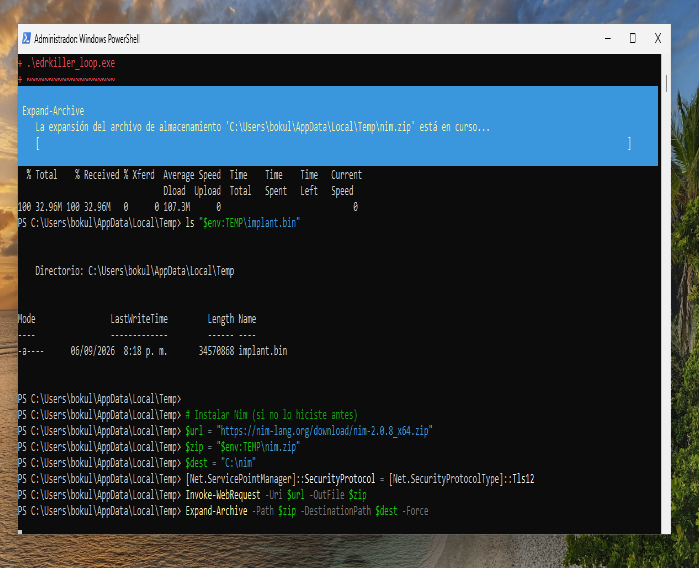 Administrador: Windows PowerShell
+ .\edrkiller_loop.exe
+ ~~~~~~~~~~~~~~~~~~~~
Expand-Archive
La expansión del archivo de almacenamiento 'C:\Users\bokul\AppData\Local\Temp\nim.zip' está en curso...
[ ]
% Total % Received % Xferd Average Speed Time Time Time Current
Dload Upload Total Spent Left Speed
100 32.96M 100 32.96M 0 0 107.3M 0 0
PS C:\Users\bokul\AppData\Local\Temp> ls "$env:TEMP\implant.bin"
Directorio: C:\Users\bokul\AppData\Local\Temp
Mode LastWriteTime Length Name
---- ------------- ------ ----
-a---- 06/09/2026 8:18 p. m. 34570868 implant.bin
PS C:\Users\bokul\AppData\Local\Temp>
PS C:\Users\bokul\AppData\Local\Temp> # Instalar Nim (si no lo hiciste antes)
PS C:\Users\bokul\AppData\Local\Temp> $url = "https://nim-lang.org/download/nim-2.0.8_x64.zip"
PS C:\Users\bokul\AppData\Local\Temp> $zip = "$env:TEMP\nim.zip"
PS C:\Users\bokul\AppData\Local\Temp> $dest = "C:\nim"
PS C:\Users\bokul\AppData\Local\Temp> [Net.ServicePointManager]::SecurityProtocol = [Net.SecurityProtocolType]::Tls12
PS C:\Users\bokul\AppData\Local\Temp> Invoke-WebRequest -Uri $url -OutFile $zip
PS C:\Users\bokul\AppData\Local\Temp> Expand-Archive -Path $zip -DestinationPath $dest -Force